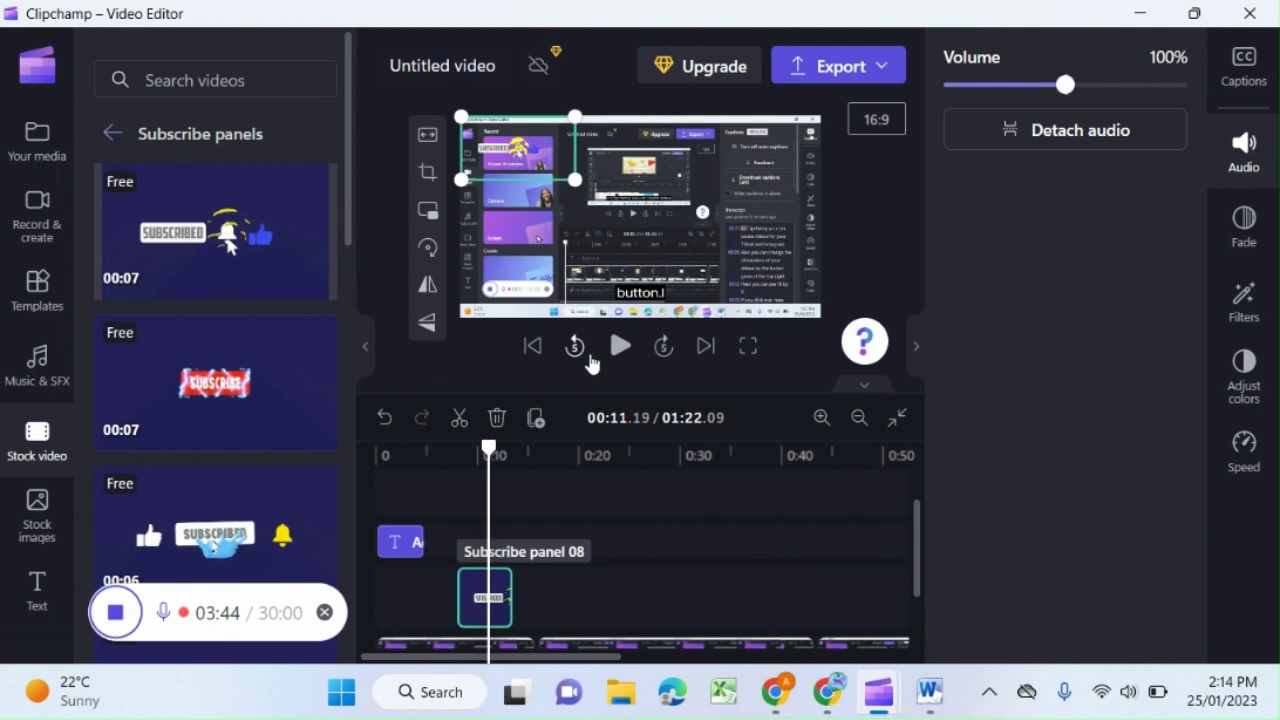 Clipchamp – Video Editor
Search videos
Untitled video
Upgrade
Export
Volume
100%
Captions
Your media
Subscribe panels
16:9
Detach audio
Audio
Free
SUBSCRIBED
00:07
Record & create
Fade
Templates
Free
SUBSCRIBE
00:07
Filters
button.I
Music & SFX
5
5
?
Adjust colors
Stock video
00:11.19 / 01:22.09
Speed
0
0:10
0:20
0:30
0:40
0:50
Free
SUBSCRIBED
00:06
Stock images
T A
Subscribe panel 08
Text
03:44 / 30:00
22°C
Sunny
Search
2:14 PM
25/01/2023